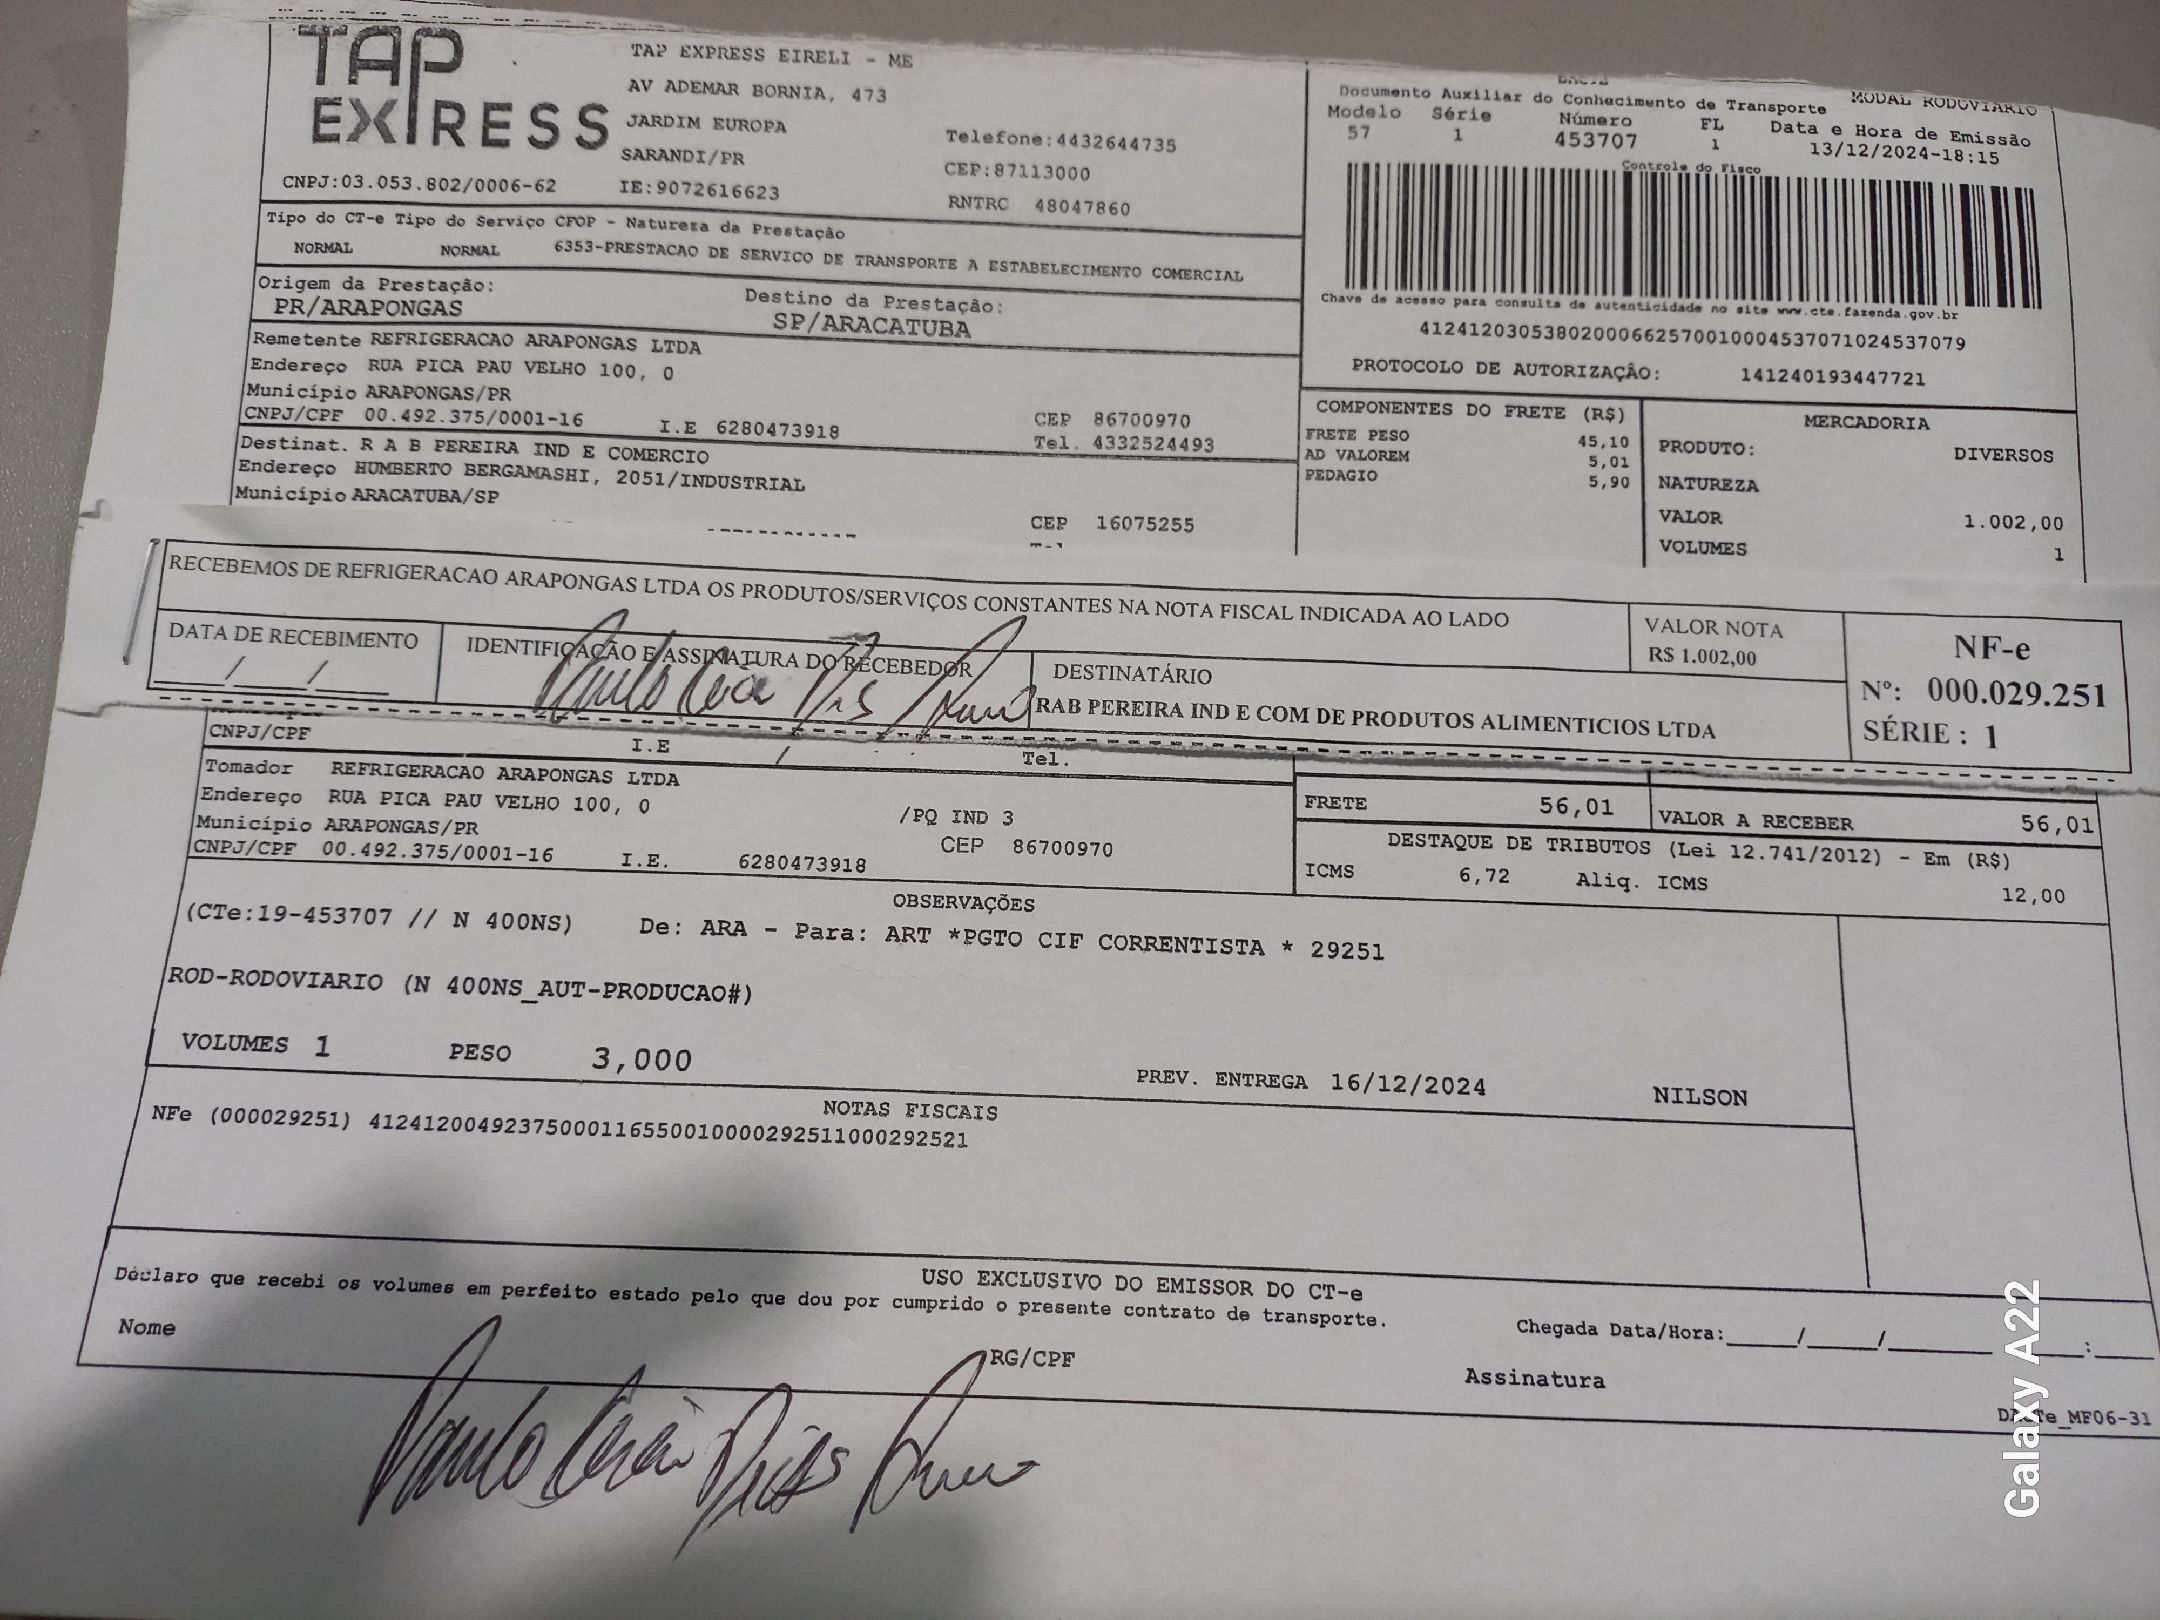 TAP EXPRESS
TAP EXPRESS EIRELI - ME
AV ADEMAR BORNIA, 473
JARDIM EUROPA
SARANDI/PR
Telefone:4432644735
CEP:87113000
CNPJ:03.053.802/0006-62 IE:9072616623 RNTRC 48047860
MODAL RODOVIARIO
Documento Auxiliar do Conhecimento de Transporte
Modelo Série Número FL Data e Hora de Emissão
57 1 453707 1 13/12/2024-18:15
Controle do Fisco
Chave de acesso para consulta de autenticidade no site www.cte.fazenda.gov.br
41241203053802000662570010004537071024537079
PROTOCOLO DE AUTORIZAÇÃO: 141240193447721
Tipo do CT-e Tipo do Serviço CFOP - Natureza da Prestação
NORMAL NORMAL 6353-PRESTACAO DE SERVICO DE TRANSPORTE A ESTABELECIMENTO COMERCIAL
Origem da Prestação: Destino da Prestação:
PR/ARAPONGAS SP/ARACATUBA
Remetente REFRIGERACAO ARAPONGAS LTDA
Endereço RUA PICA PAU VELHO 100, 0
Município ARAPONGAS/PR CEP 86700970
CNPJ/CPF 00.492.375/0001-16 I.E 6280473918 Tel. 4332524493
Destinat. R A B PEREIRA IND E COMERCIO
Endereço HUMBERTO BERGAMASHI, 2051/INDUSTRIAL
Município ARACATUBA/SP CEP 16075255
COMPONENTES DO FRETE (R$)
FRETE PESO 45,10
AD VALOREM 5,01
PEDAGIO 5,90
MERCADORIA
PRODUTO: DIVERSOS
NATUREZA
VALOR 1.002,00
VOLUMES 1
RECEBEMOS DE REFRIGERACAO ARAPONGAS LTDA OS PRODUTOS/SERVIÇOS CONSTANTES NA NOTA FISCAL INDICADA AO LADO
VALOR NOTA
R$ 1.002,00
NF-e
Nº: 000.029.251
SÉRIE : 1
DATA DE RECEBIMENTO
___/___/___
IDENTIFICAÇÃO E ASSINATURA DO RECEBEDOR
Paulo
DESTINATÁRIO
RAB PEREIRA IND E COM DE PRODUTOS ALIMENTICIOS LTDA
CNPJ/CPF I.E Tel.
Tomador REFRIGERACAO ARAPONGAS LTDA
Endereço RUA PICA PAU VELHO 100, 0 /PQ IND 3
Município ARAPONGAS/PR CEP 86700970
CNPJ/CPF 00.492.375/0001-16 I.E. 6280473918
FRETE 56,01 VALOR A RECEBER 56,01
DESTAQUE DE TRIBUTOS (Lei 12.741/2012) - Em (R$)
ICMS 6,72 Aliq. ICMS 12,00
OBSERVAÇÕES
(CTe:19-453707 // N 400NS) De: ARA - Para: ART *PGTO CIF CORRENTISTA * 29251
ROD-RODOVIARIO (N 400NS_AUT-PRODUCAO#)
VOLUMES 1 PESO 3,000
PREV. ENTREGA 16/12/2024 NILSON
NOTAS FISCAIS
NFe (000029251) 41241200492375000116550010000292511000292521
USO EXCLUSIVO DO EMISSOR DO CT-e
Declaro que recebi os volumes em perfeito estado pelo que dou por cumprido o presente contrato de transporte.
Nome RG/CPF Chegada Data/Hora:____/____/______ ____:____
Assinatura
Paulo
DACTe_MF06-31
Galaxy A22